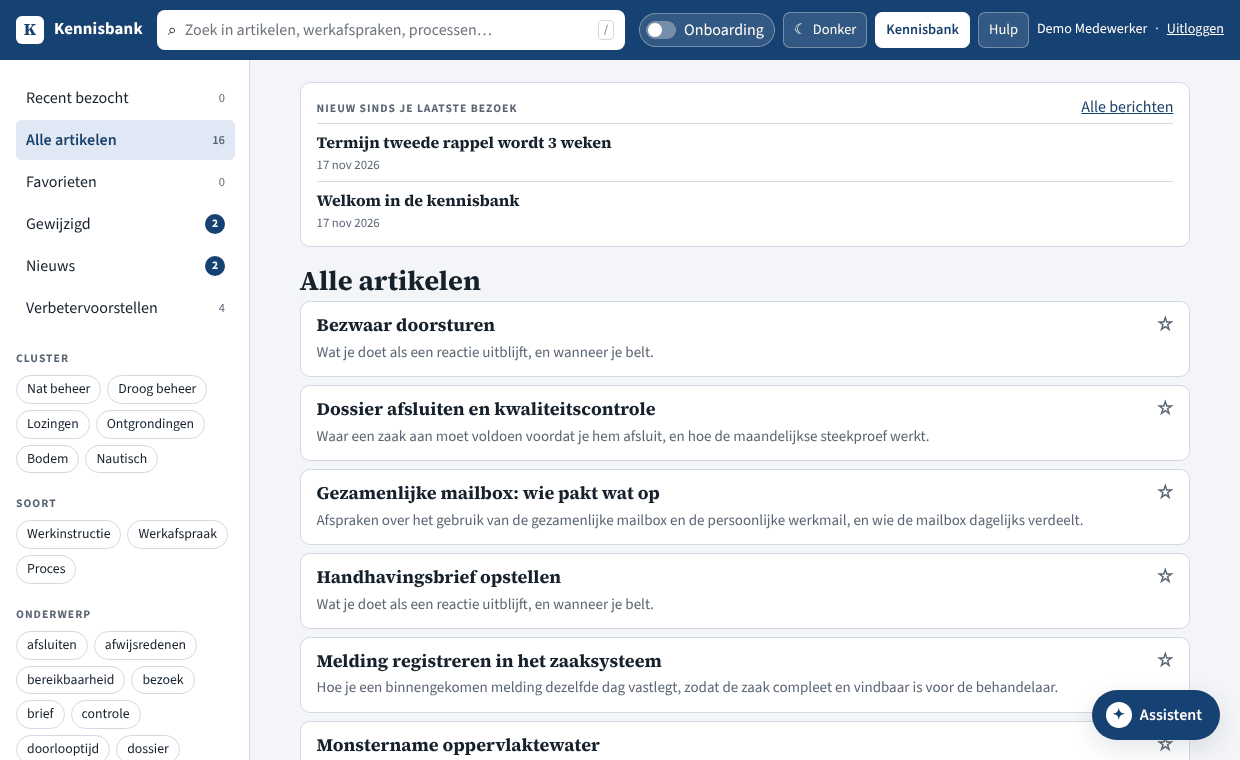 K Kennisbank
Zoek in artikelen, werkafspraken, processen…
/
Onboarding
Donker
Kennisbank
Hulp
Demo Medewerker · Uitloggen
Recent bezocht 0
Alle artikelen 16
Favorieten 0
Gewijzigd 2
Nieuws 2
Verbetervoorstellen 4
CLUSTER
Nat beheer Droog beheer
Lozingen Ontgrondingen
Bodem Nautisch
SOORT
Werkinstructie Werkafspraak
Proces
ONDERWERP
afsluiten afwijsredenen
bereikbaarheid bezoek
brief controle
doorlooptijd dossier
NIEUW SINDS JE LAATSTE BEZOEK Alle berichten
Termijn tweede rappel wordt 3 weken
17 nov 2026
Welkom in de kennisbank
17 nov 2026
Alle artikelen
Bezwaar doorsturen
Wat je doet als een reactie uitblijft, en wanneer je belt.
Dossier afsluiten en kwaliteitscontrole
Waar een zaak aan moet voldoen voordat je hem afsluit, en hoe de maandelijkse steekproef werkt.
Gezamenlijke mailbox: wie pakt wat op
Afspraken over het gebruik van de gezamenlijke mailbox en de persoonlijke werkmail, en wie de mailbox dagelijks verdeelt.
Handhavingsbrief opstellen
Wat je doet als een reactie uitblijft, en wanneer je belt.
Melding registreren in het zaaksysteem
Hoe je een binnengekomen melding dezelfde dag vastlegt, zodat de zaak compleet en vindbaar is voor de behandelaar.
Monstername oppervlaktewater
Assistent